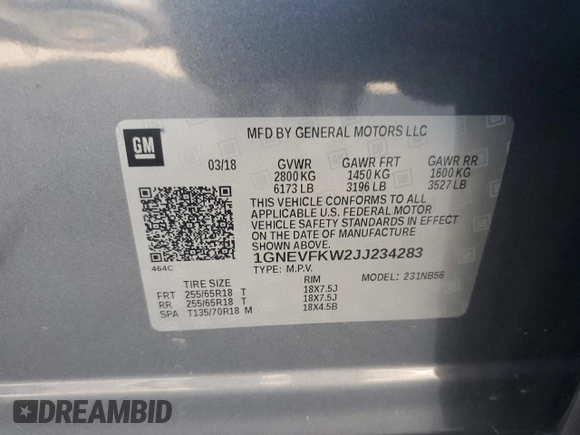 GM
MFD BY GENERAL MOTORS LLC
03/18 GVWR GAWR FRT GAWR RR
2800 KG 1450 KG 1600 KG
6173 LB 3196 LB 3527 LB
THIS VEHICLE CONFORMS TO ALL
APPLICABLE U.S. FEDERAL MOTOR
VEHICLE SAFETY STANDARDS IN EFFECT
ON THE DATE OF MANUFACTURE SHOWN
ABOVE.
1GNEVFKW2JJ234283
464C
TYPE: M.P.V. MODEL: 231NB56
TIRE SIZE RIM
FRT 255/65R18 T 18X7.5J
RR 255/65R18 T 18X7.5J
SPA T135/70R18 M 18X4.5B
DREAMBID